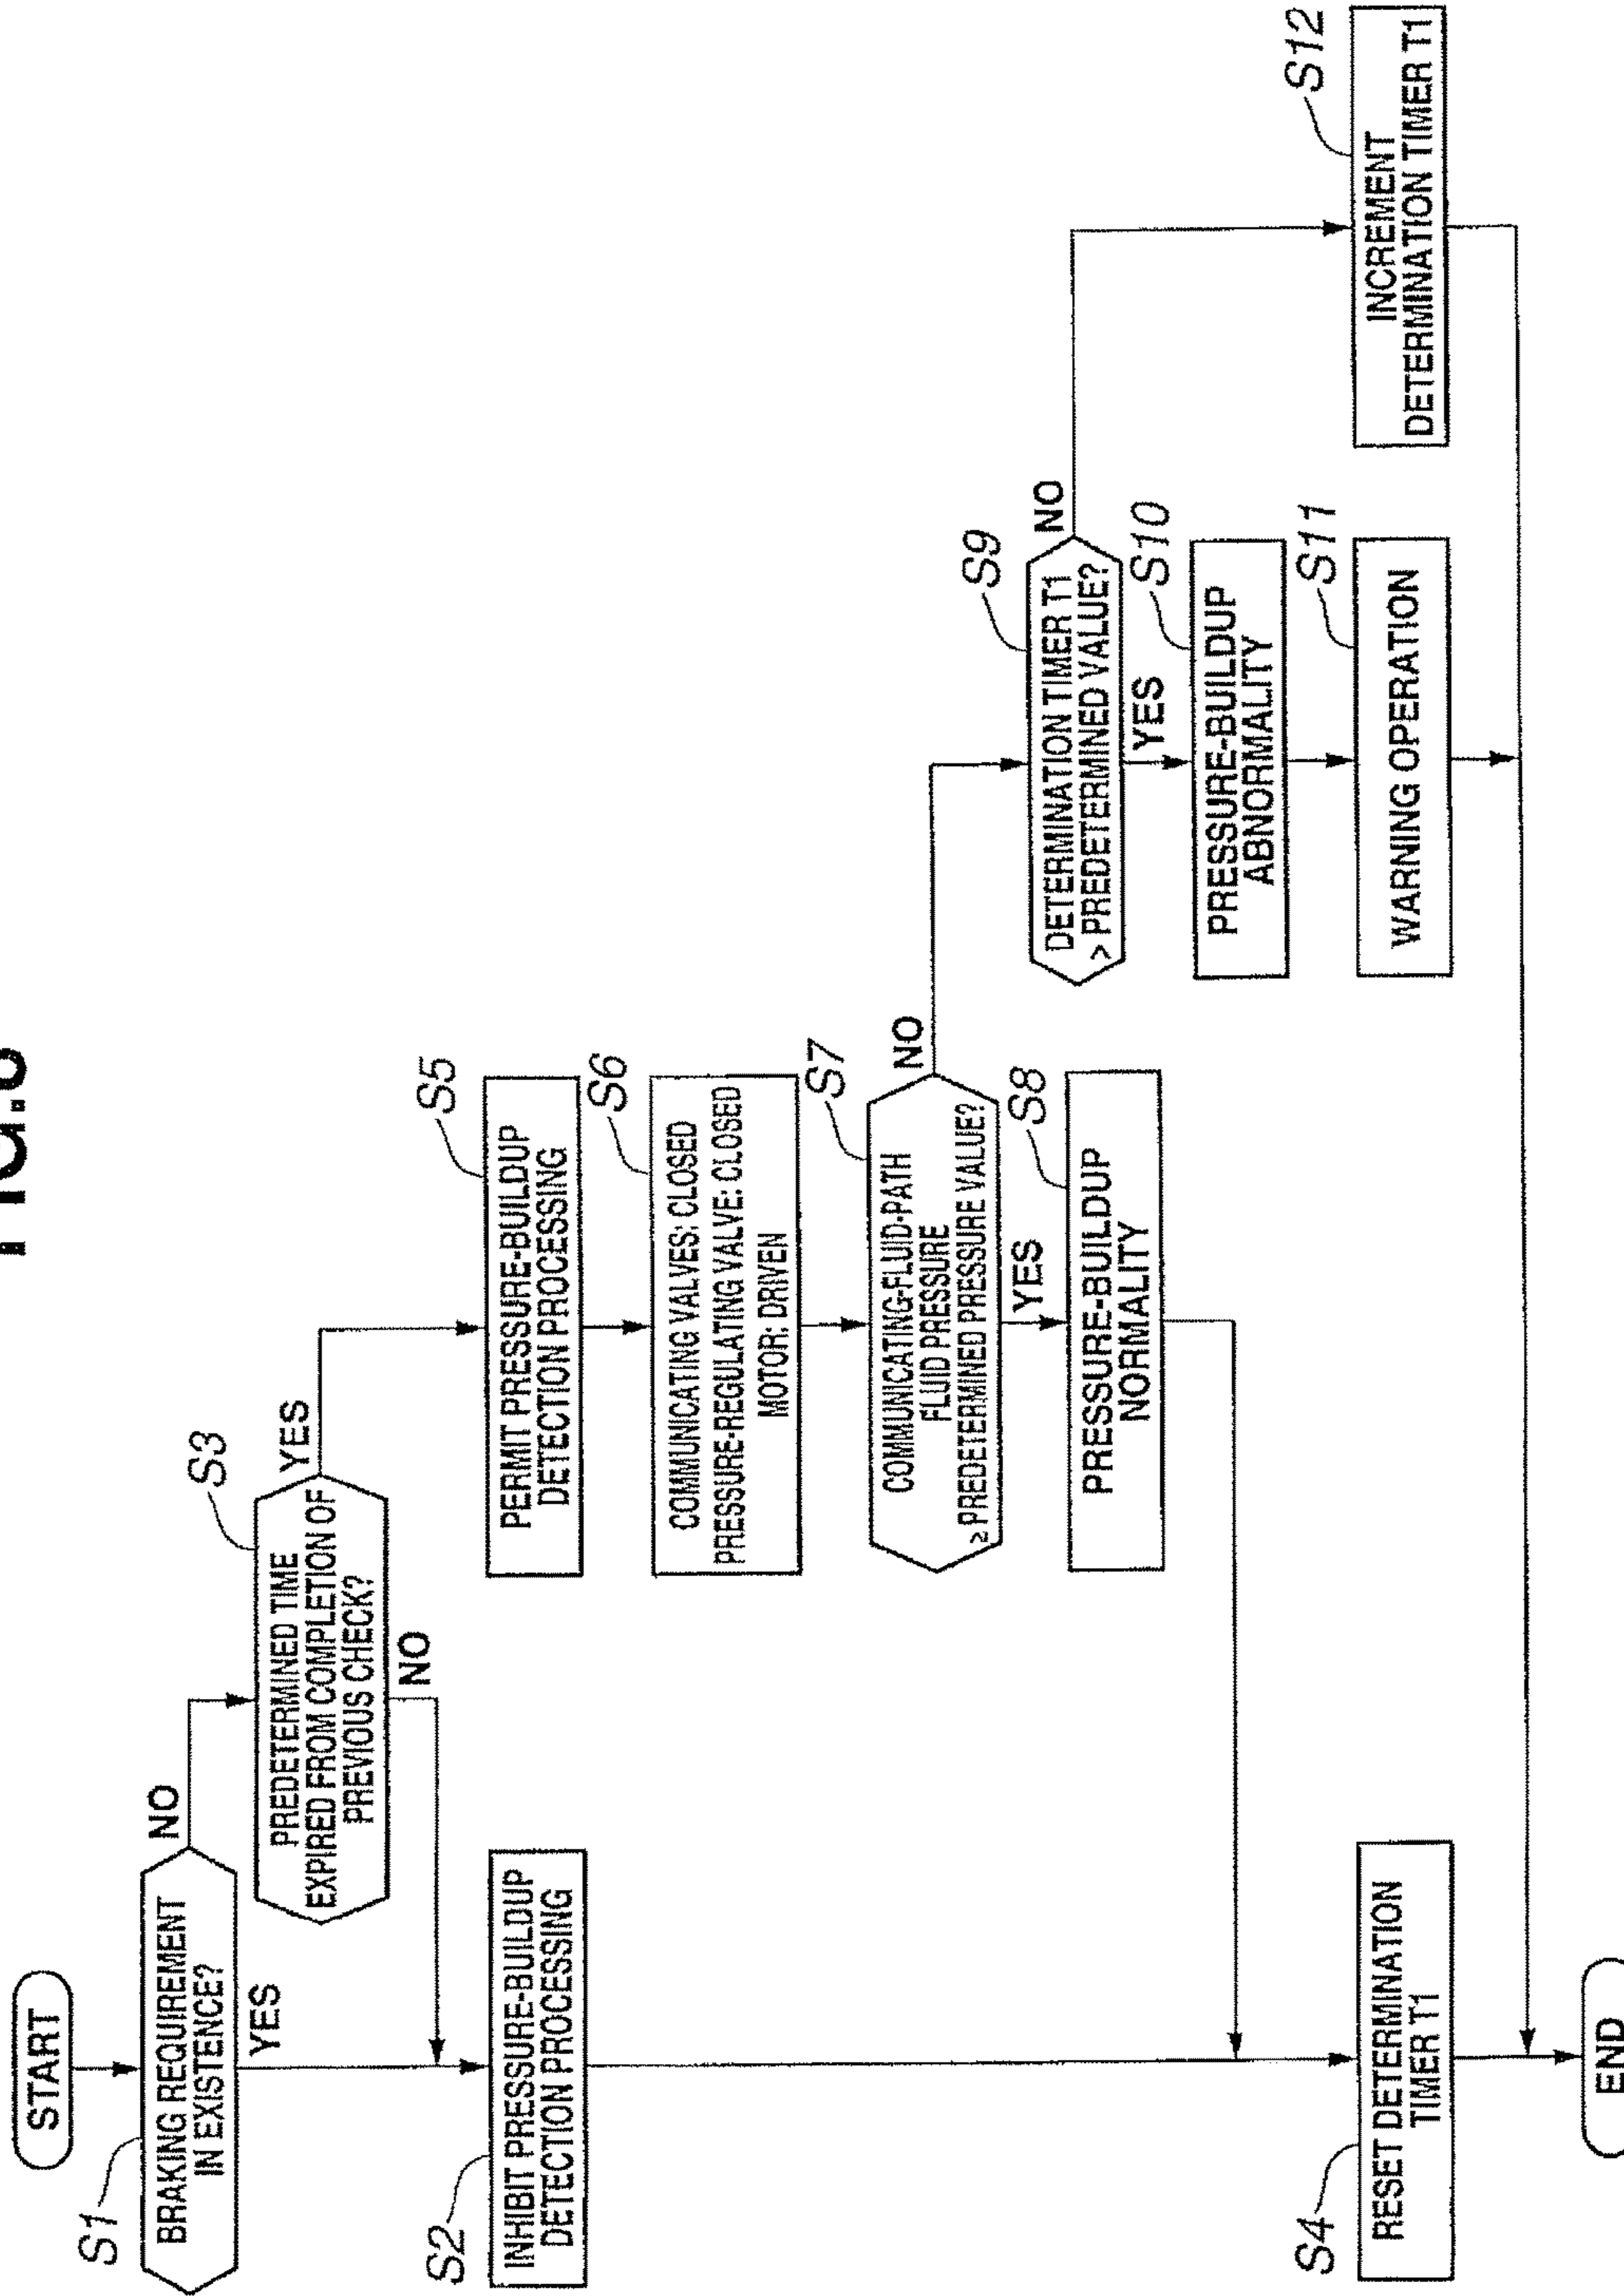 START
S1
BRAKING REQUIREMENT
IN EXISTENCE?
NO
YES
S3
PREDETERMINED TIME
EXPIRED FROM COMPLETION OF
PREVIOUS CHECK?
YES
NO
S2
INHIBIT PRESSURE-BUILDUP
DETECTION PROCESSING
S5
PERMIT PRESSURE-BUILDUP
DETECTION PROCESSING
S6
COMMUNICATING VALVES: CLOSED
PRESSURE-REGULATING VALVE: CLOSED
MOTOR: DRIVEN
S7
COMMUNICATING-FLUID-PATH
FLUID PRESSURE
≥ PREDETERMINED PRESSURE VALUE?
NO
YES
S8
PRESSURE-BUILDUP
NORMALITY
S9
DETERMINATION TIMER T1
> PREDETERMINED VALUE?
NO
YES
S10
PRESSURE-BUILDUP
ABNORMALITY
S11
WARNING OPERATION
S12
INCREMENT
DETERMINATION TIMER T1
S4
RESET DETERMINATION
TIMER T1
END